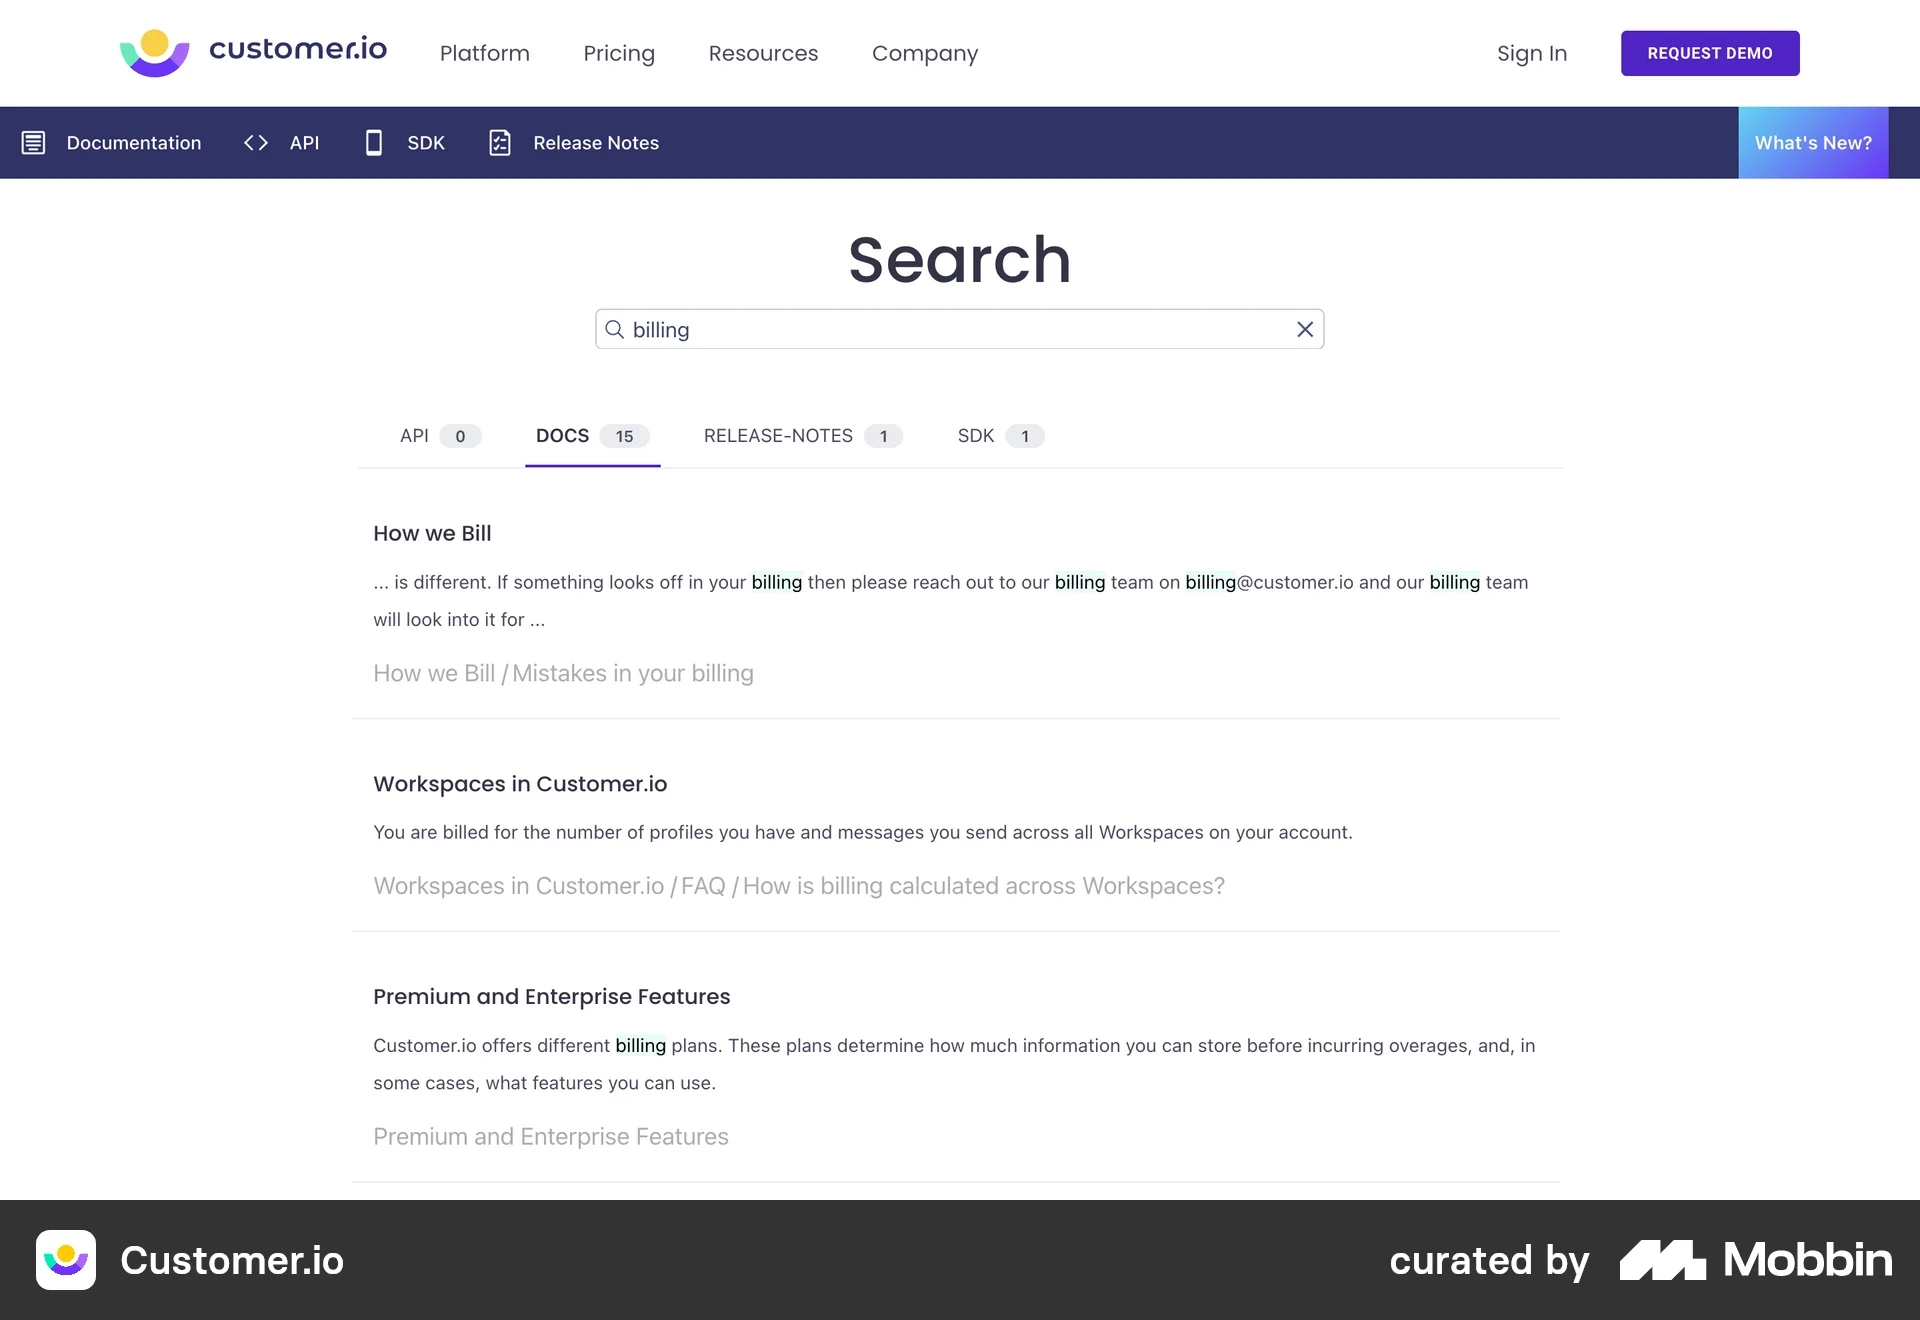 customer.io
Platform
Pricing
Resources
Company
Sign In
REQUEST DEMO
Documentation
API
SDK
Release Notes
What's New?
Search
billing
API 0
DOCS 15
RELEASE-NOTES 1
SDK 1
How we Bill
... is different. If something looks off in your billing then please reach out to our billing team on billing@customer.io and our billing team
will look into it for ...
How we Bill / Mistakes in your billing
Workspaces in Customer.io
You are billed for the number of profiles you have and messages you send across all Workspaces on your account.
Workspaces in Customer.io / FAQ / How is billing calculated across Workspaces?
Premium and Enterprise Features
Customer.io offers different billing plans. These plans determine how much information you can store before incurring overages, and, in
some cases, what features you can use.
Premium and Enterprise Features
Customer.io
curated by
Mobbin